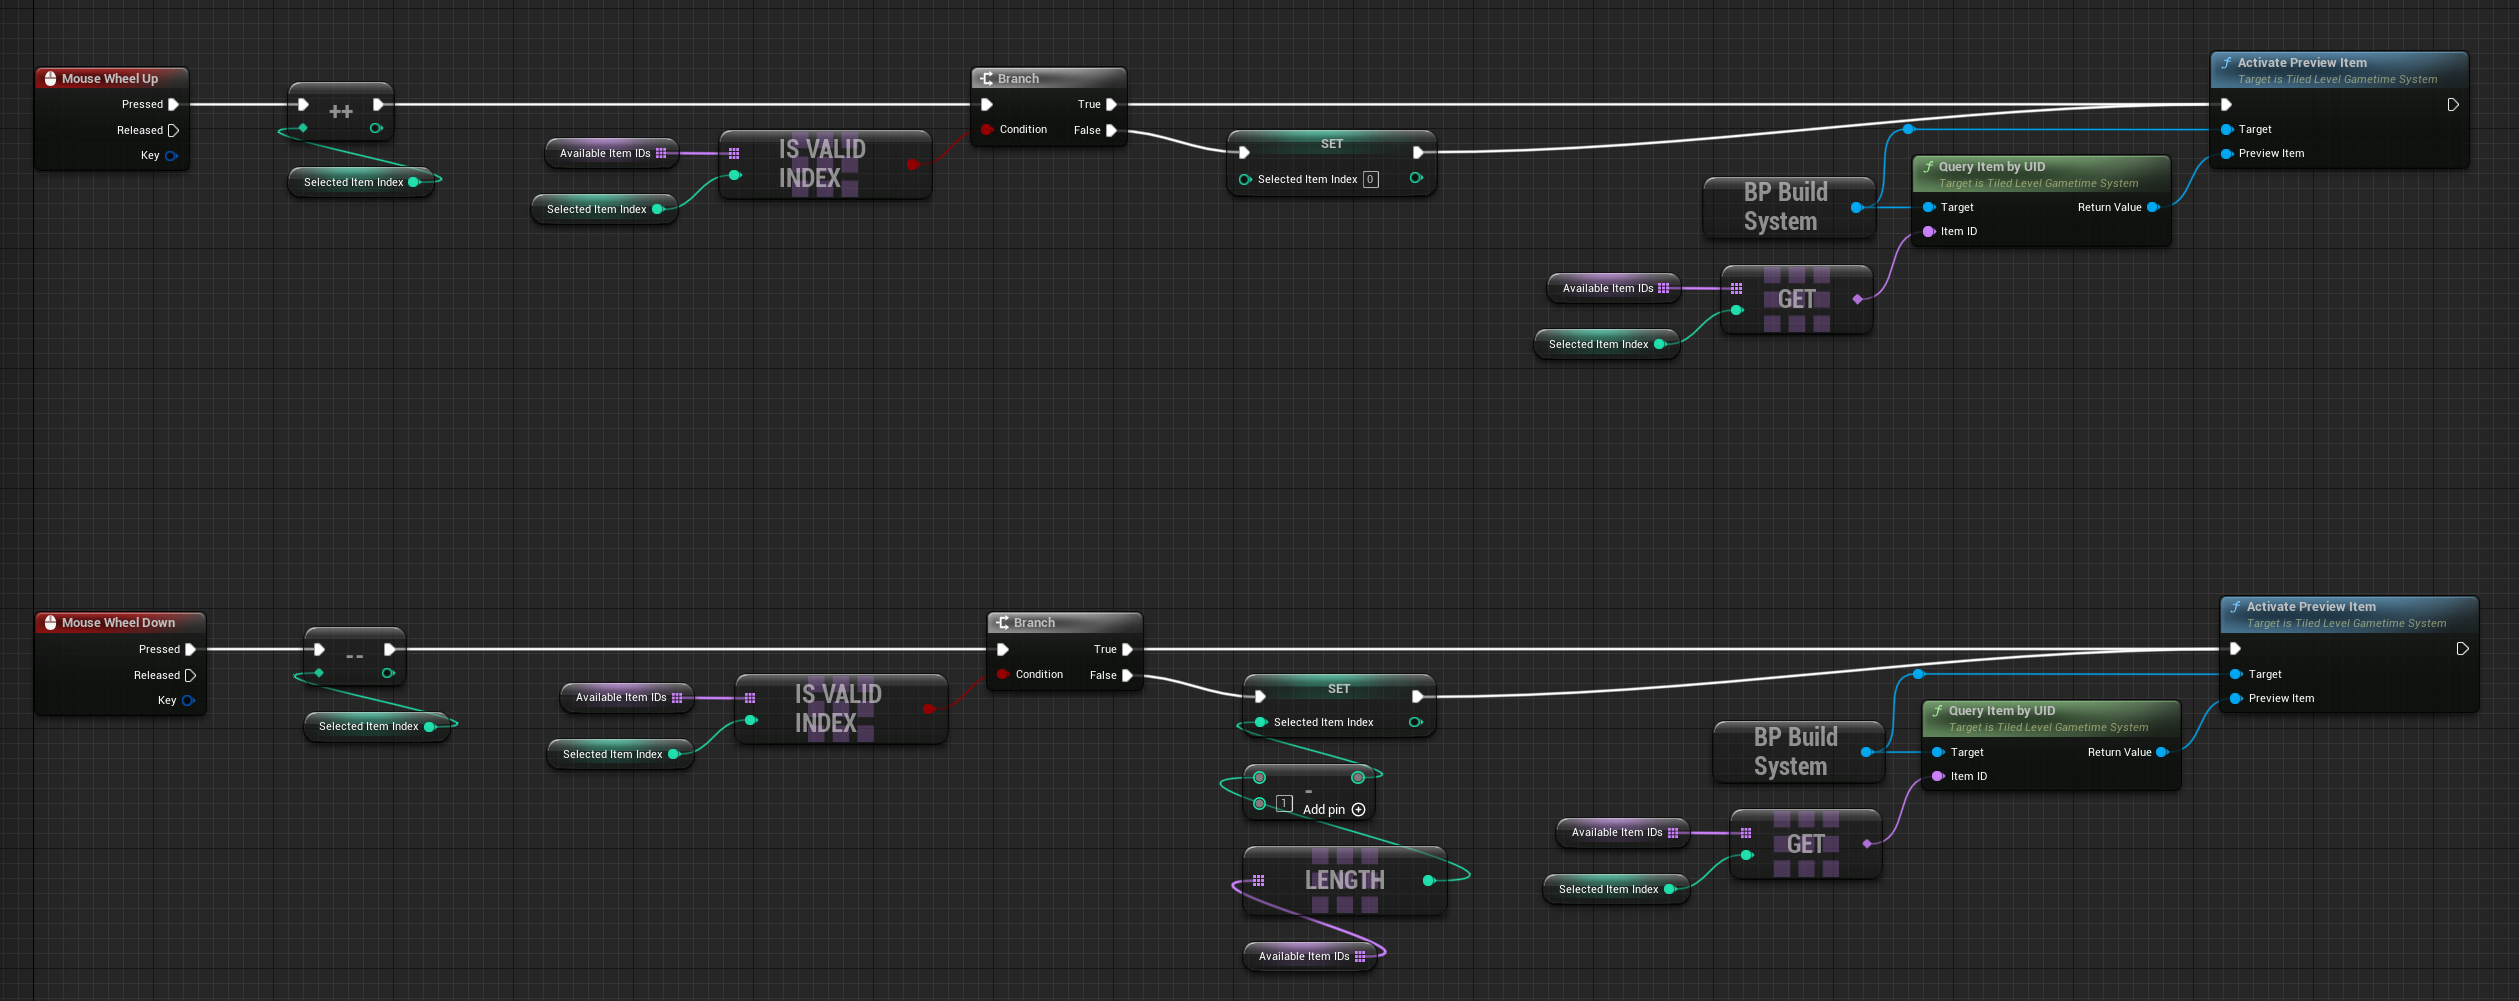 Mouse Wheel Up
Pressed
Released
Key
++
Selected Item Index
Available Item IDs
Selected Item Index
IS VALID
INDEX
Branch
True
Condition
False
SET
Selected Item Index 0
BP Build
System
Available Item IDs
Selected Item Index
GET
Query Item by UID
Target is Tiled Level Gametime System
Target
Return Value
Item ID
Activate Preview Item
Target is Tiled Level Gametime System
Target
Preview Item
Mouse Wheel Down
Pressed
Released
Key
--
Selected Item Index
Available Item IDs
Selected Item Index
IS VALID
INDEX
Branch
True
Condition
False
SET
Selected Item Index
-
1
Add pin
LENGTH
Available Item IDs
BP Build
System
Available Item IDs
Selected Item Index
GET
Query Item by UID
Target is Tiled Level Gametime System
Target
Return Value
Item ID
Activate Preview Item
Target is Tiled Level Gametime System
Target
Preview Item